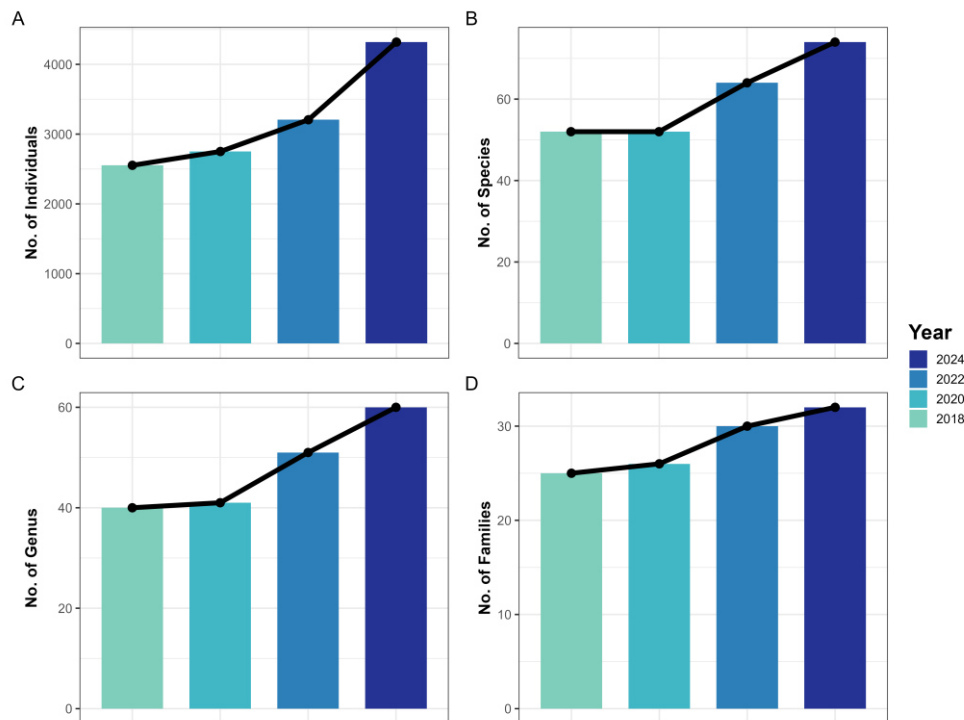 A
No. of Individuals
4000
3000
2000
1000
0
B
No. of Species
60
40
20
0
C
No. of Genus
60
40
20
0
D
No. of Families
30
20
10
0
Year
2024
2022
2020
2018